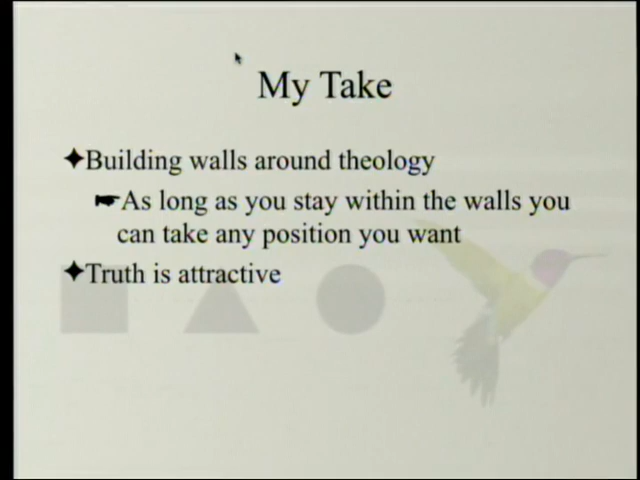 My Take
Building walls around theology
As long as you stay within the walls you
can take any position you want
Truth is attractive